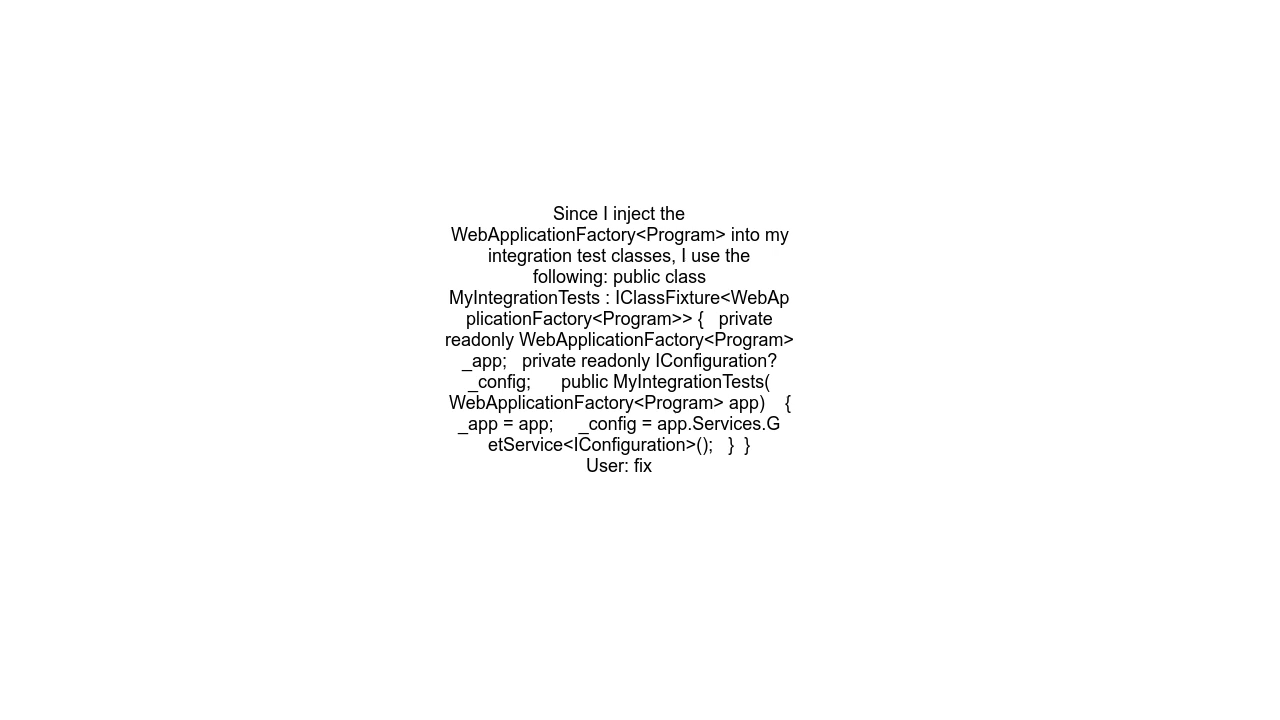 Since I inject the
WebApplicationFactory<Program> into my
integration test classes, I use the
following: public class
MyIntegrationTests : IClassFixture<WebAp
plicationFactory<Program>> {   private
readonly WebApplicationFactory<Program>
_app;   private readonly IConfiguration?
_config;      public MyIntegrationTests(
WebApplicationFactory<Program> app)    {
_app = app;     _config = app.Services.G
etService<IConfiguration>();   }  }
User: fix